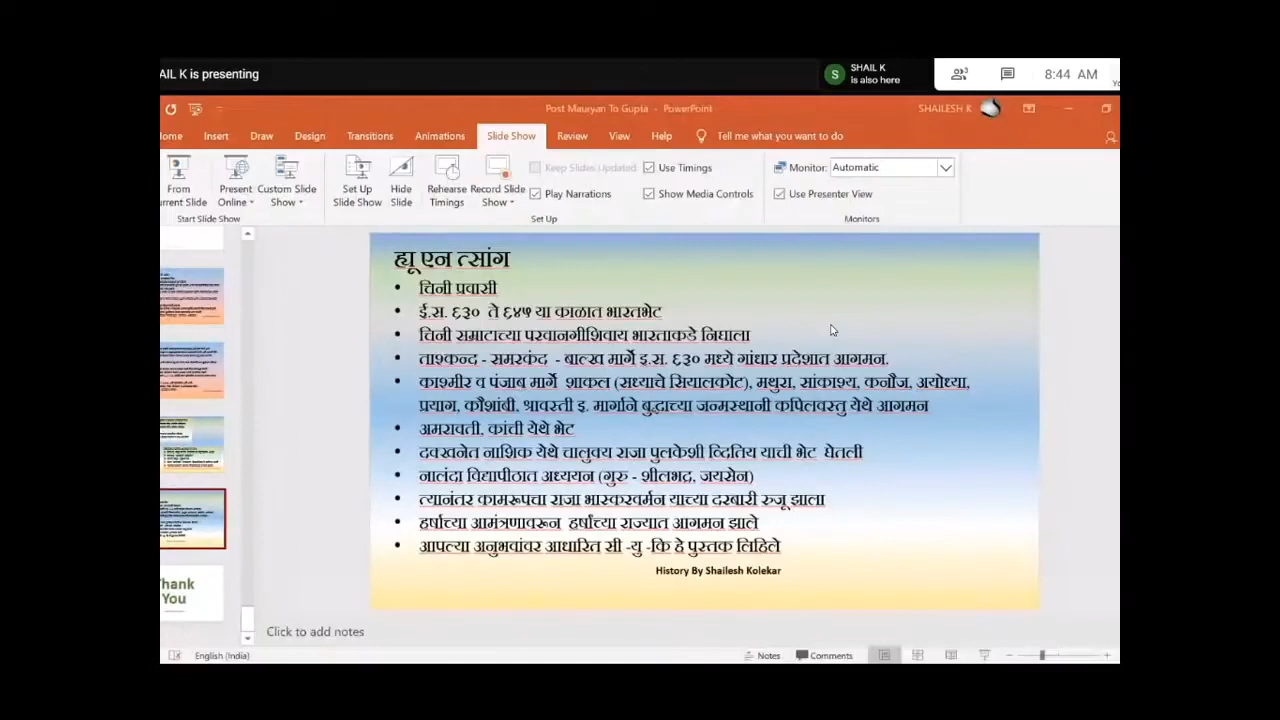 AIL K is presenting
S SHAIL K
is also here
3
8:44 AM
Post Mauryan To Gupta - PowerPoint
SHAILESH K
ome Insert Draw Design Transitions Animations Slide Show Review View Help Tell me what you want to do
From
urrent Slide
Present
Online
Custom Slide
Show
Set Up
Slide Show
Hide
Slide
Rehearse
Timings
Record Slide
Show
Keep Slides Updated
Use Timings
Play Narrations
Show Media Controls
Monitor: Automatic
Use Presenter View
Start Slide Show
Set Up
Monitors
ह्यू एन त्सांग
• चिनी प्रवासी
• ई.स. ६३० ते ६४५ या काळात भारतभेट
• चिनी सम्राटाच्या परवानगीशिवाय भारताकडे निघाला
• ताश्कन्द - समरकंद - बाल्ख मार्गे इ.स. ६३० मध्ये गांधार प्रदेशात आगमन.
• काश्मीर व पंजाब मार्गे शाकल (सध्याचे सियालकोट), मथुरा, सांकाश्य, कनौज, अयोध्या,
प्रयाग, कौशांबी, श्रावस्ती इ. मार्गाने बुद्धाच्या जन्मस्थानी कपिलवस्तु येथे आगमन
• अमरावती, कांची येथे भेट
• दक्खनेत नाशिक येथे चालुक्य राजा पुलकेशी व्दितिय याची भेट घेतली
• नालंदा विद्यापीठात अध्ययन (गुरु - शीलभद्र, जयसेन)
• त्यानंतर कामरूपचा राजा भास्करवर्मन याच्या दरबारी रुजू झाला
• हर्षाच्या आमंत्रणावरून हर्षाच्या राज्यात आगमन झाले
• आपल्या अनुभवांवर आधारित सी -यु -कि हे पुस्तक लिहिले
History By Shailesh Kolekar
hank
You
Click to add notes
English (India)
Notes
Comments